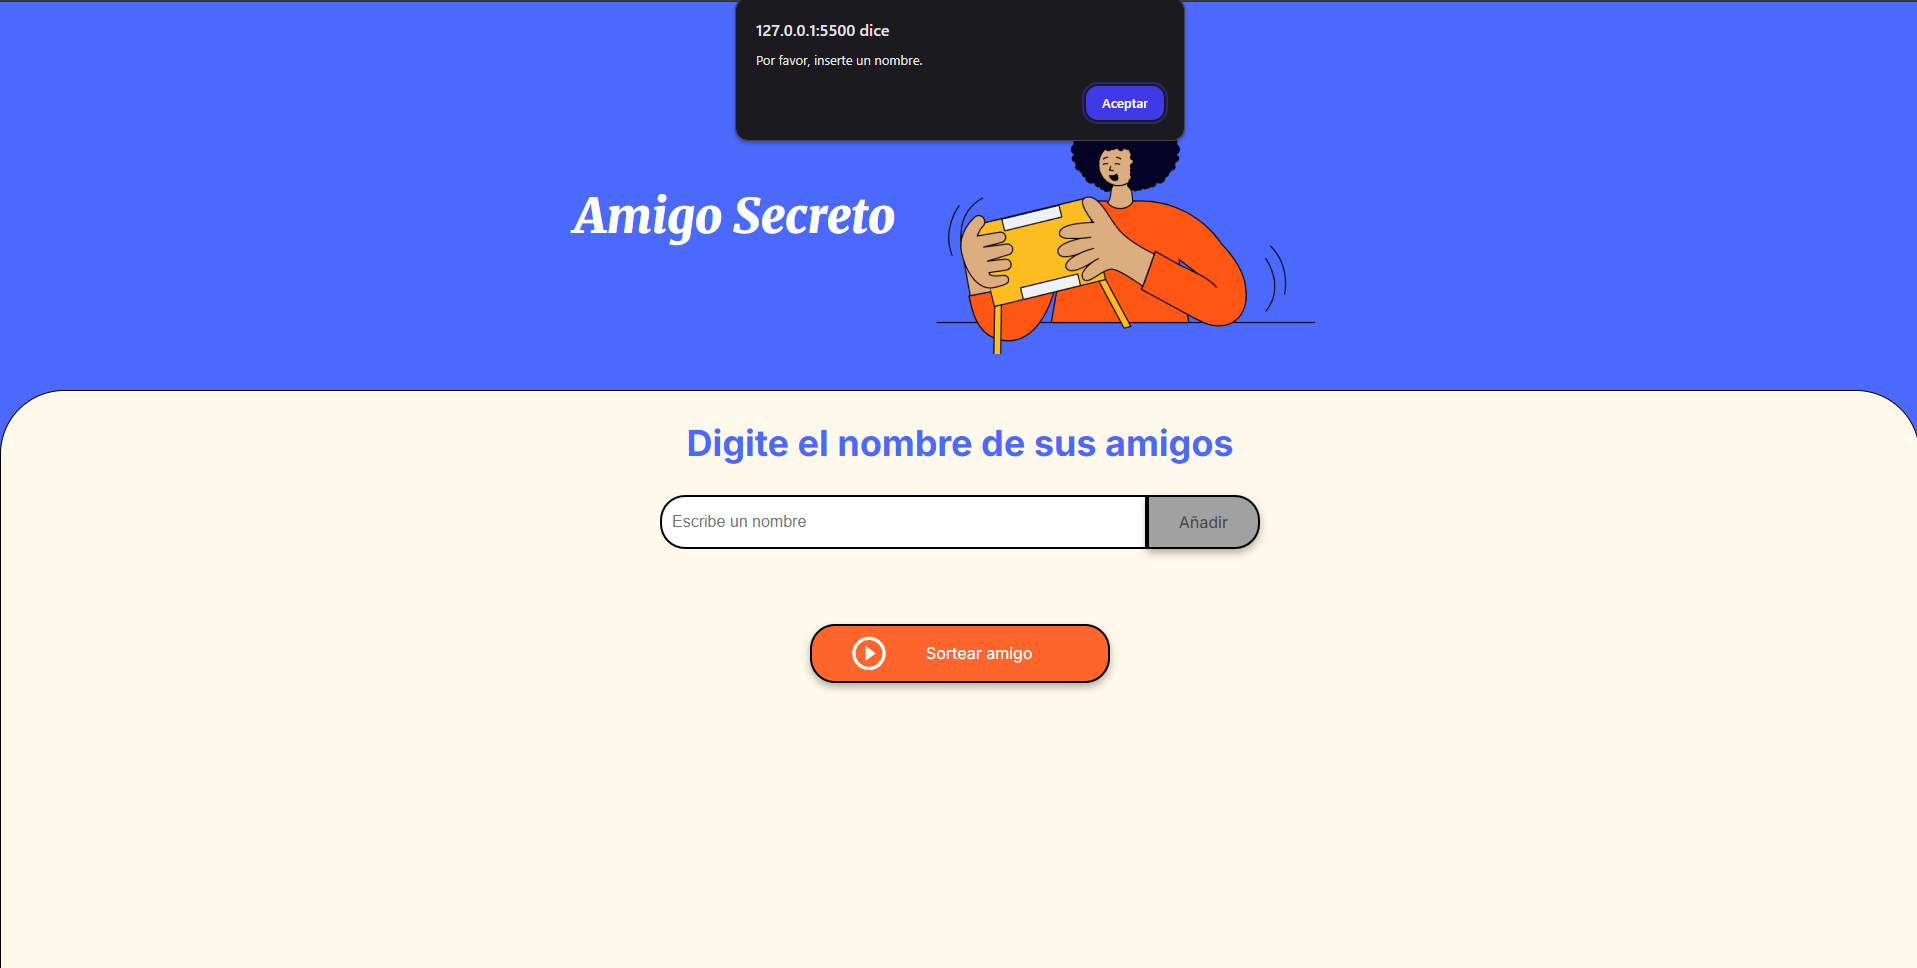 127.0.0.1:5500 dice
Por favor, inserte un nombre.
Aceptar
Amigo Secreto
Digite el nombre de sus amigos
Escribe un nombre
Añadir
Sortear amigo